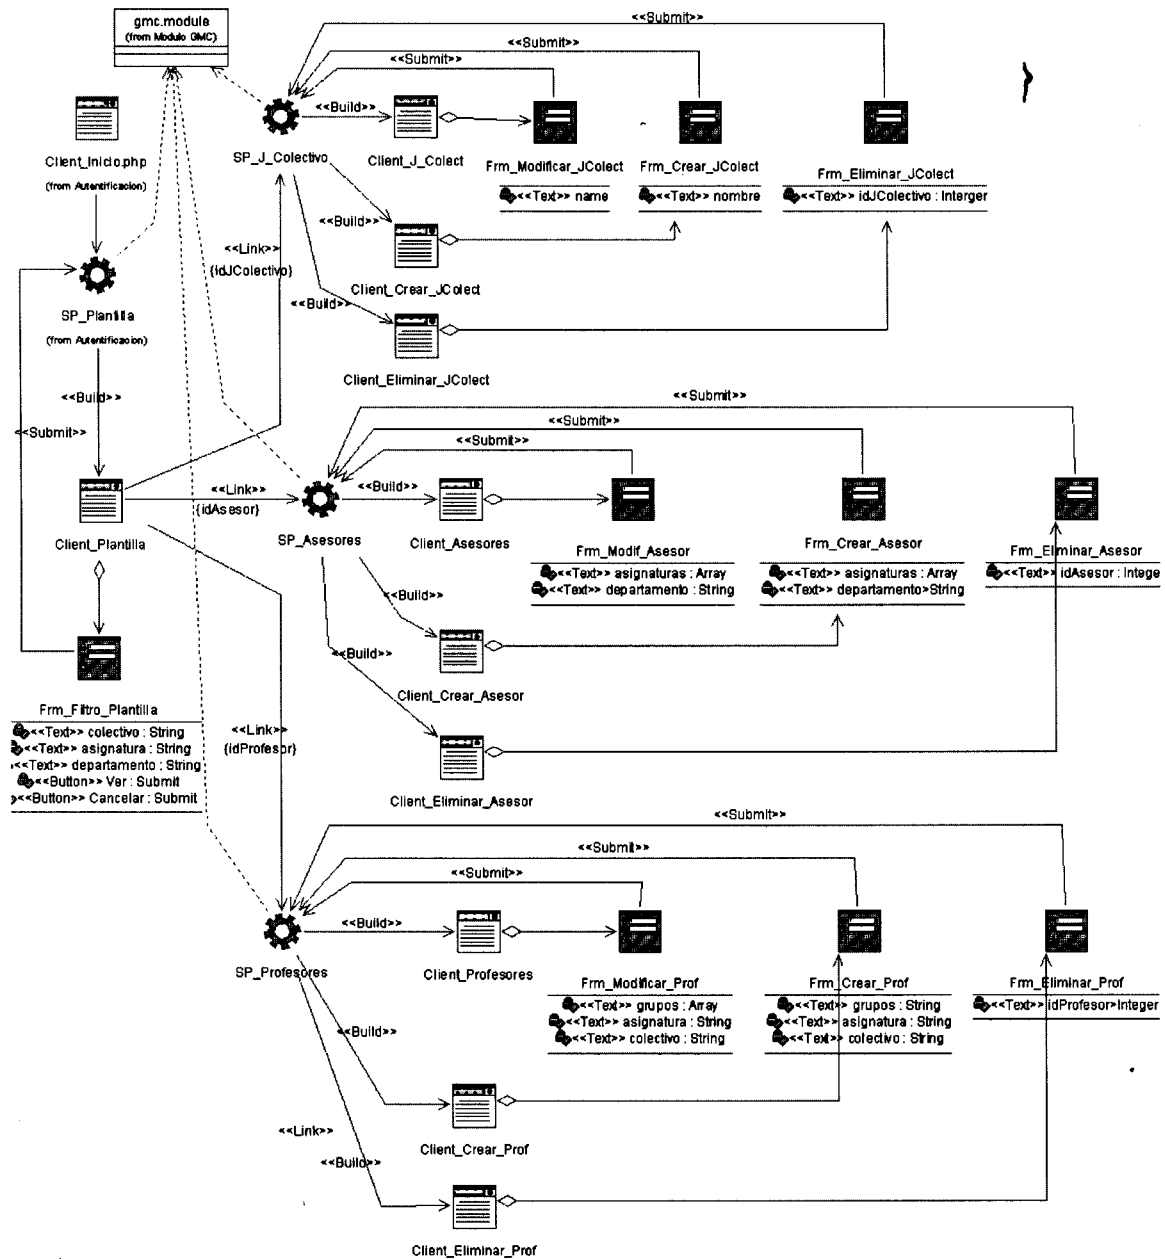 gmc.module
(from Modulo GMC)
<<Submit>>
<<Submit>>
<<Submit>>
Client_Inicio.php
(from Autentificacion)
<<Build>>
SP_J_Colectivo
Client_J_Colect
Frm_Modificar_JColect
<<Text>> name
Frm_Crear_JColect
<<Text>> nombre
Frm_Eliminar_JColect
<<Text>> idJColectivo : Interger
<<Build>>
<<Link>>
{idJColectivo}
Client_Crear_JColect
<<Build>>
Client_Eliminar_JColect
SP_Plantilla
(from Autentificacion)
<<Build>>
<<Submit>>
<<Submit>>
<<Submit>>
<<Submit>>
Client_Plantilla
<<Link>>
{idAsesor}
SP_Asesores
<<Build>>
Client_Asesores
Frm_Modif_Asesor
<<Text>> asignaturas : Array
<<Text>> departamento : String
Frm_Crear_Asesor
<<Text>> asignaturas : Array
<<Text>> departamento>String
Frm_Eliminar_Asesor
<<Text>> idAsesor : Intege
<<Build>>
<<Build>>
Client_Crear_Asesor
Client_Eliminar_Asesor
Frm_Filtro_Plantilla
<<Text>> colectivo : String
<<Text>> asignatura : String
<<Text>> departamento : String
<<Button>> Ver : Submit
<<Button>> Cancelar : Submit
<<Link>>
{idProfesor}
<<Submit>>
<<Submit>>
<<Submit>>
SP_Profesores
<<Build>>
Client_Profesores
Frm_Modificar_Prof
<<Text>> grupos : Array
<<Text>> asignatura : String
<<Text>> colectivo : String
Frm_Crear_Prof
<<Text>> grupos : String
<<Text>> asignatura : String
<<Text>> colectivo : String
Frm_Eliminar_Prof
<<Text>> idProfesor>Integer
<<Build>>
Client_Crear_Prof
<<Link>>
<<Build>>
Client_Eliminar_Prof